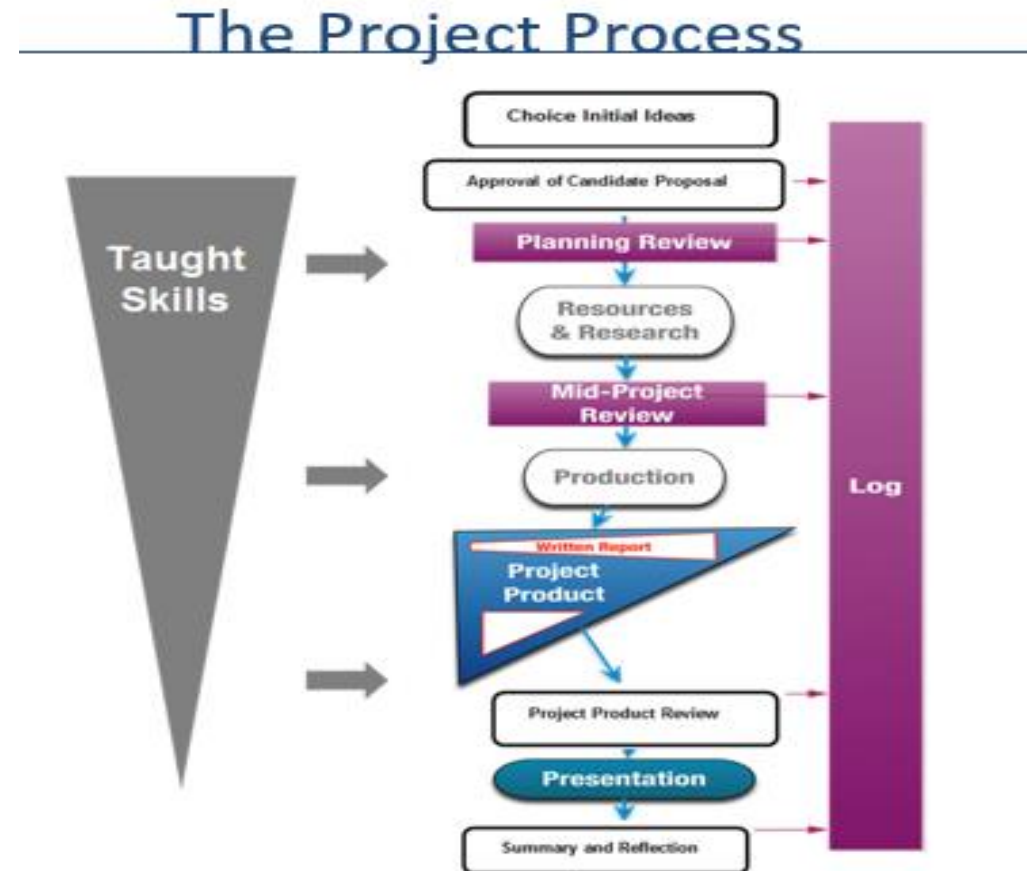 The Project Process
Choice Initial Ideas
Approval of Candidate Proposal
Taught
Skills
Planning Review
Resources
& Research
Mid-Project
Review
Production
Log
Written Report
Project
Product
Project Product Review
Presentation
Summary and Reflection